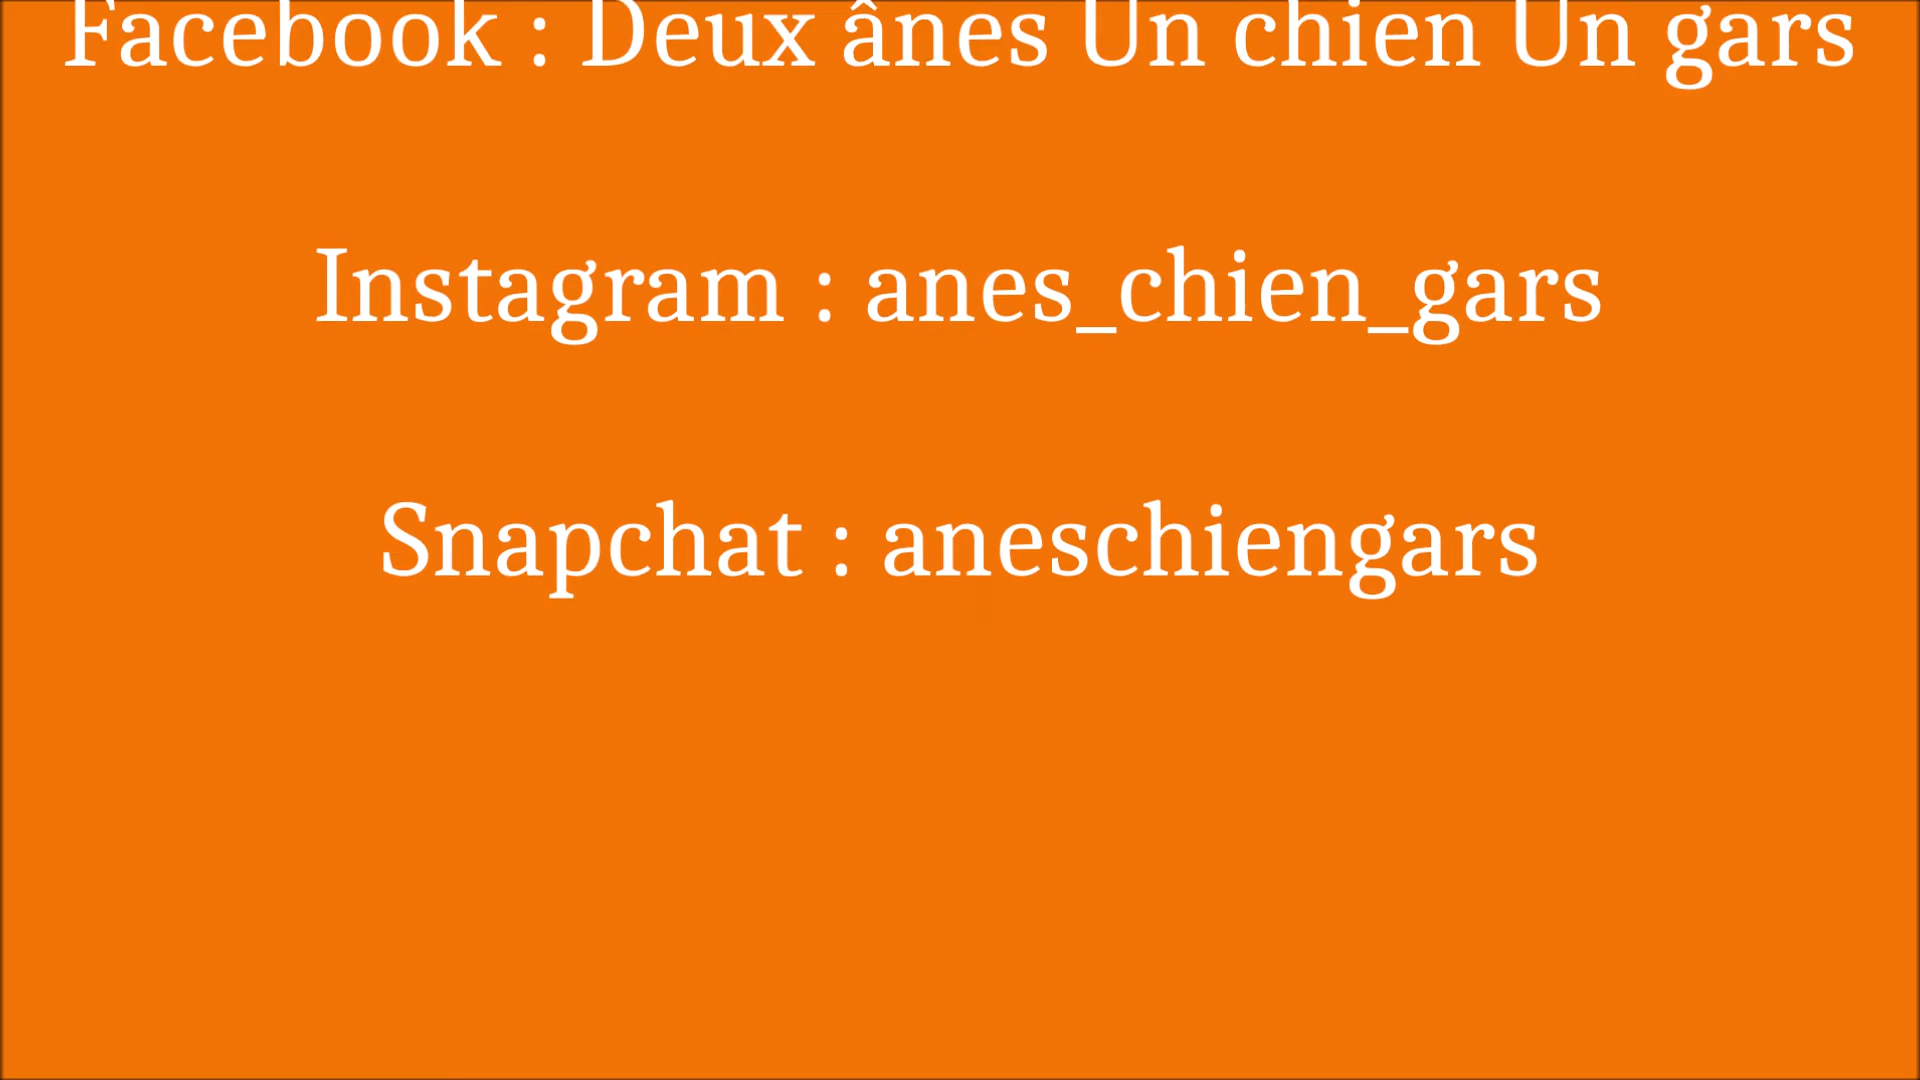 Facebook : Deux ânes Un chien Un gars
Instagram : anes_chien_gars
Snapchat : aneschiengars